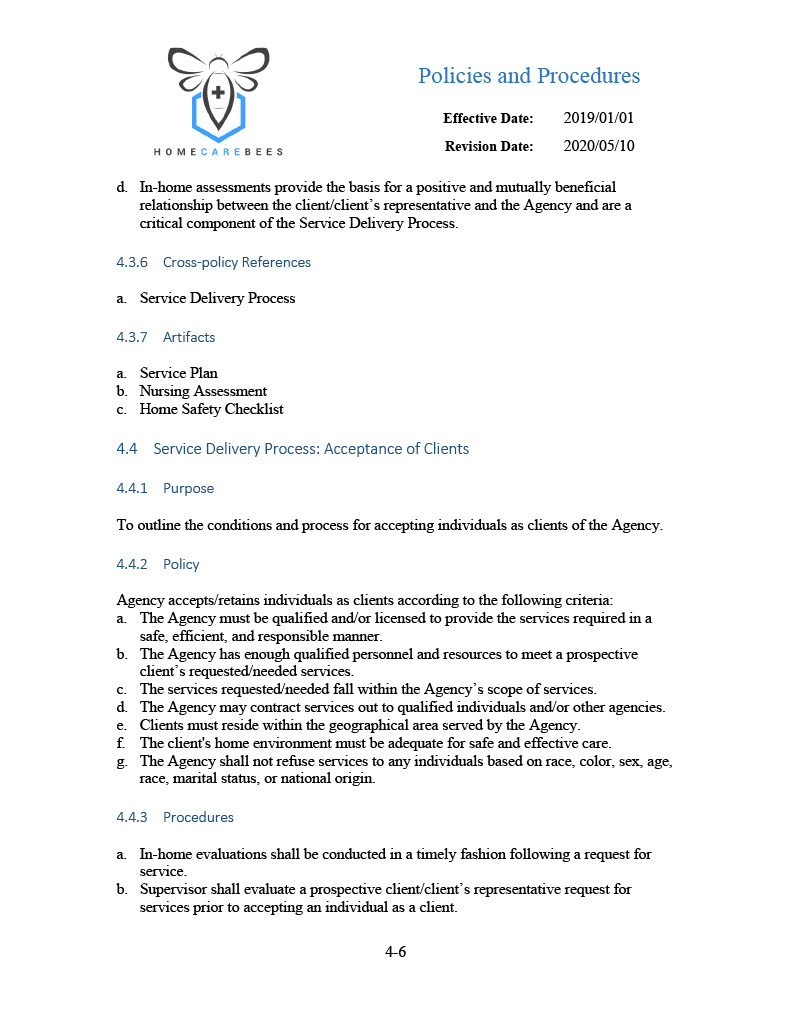 Policies and Procedures
Effective Date: 2019/01/01
HOMECAREBEES
Revision Date: 2020/05/10
d. In-home assessments provide the basis for a positive and mutually beneficial
relationship between the client/client’s representative and the Agency and are a
critical component of the Service Delivery Process.
4.3.6 Cross-policy References
a. Service Delivery Process
4.3.7 Artifacts
a. Service Plan
b. Nursing Assessment
c. Home Safety Checklist
4.4 Service Delivery Process: Acceptance of Clients
4.4.1 Purpose
To outline the conditions and process for accepting individuals as clients of the Agency.
4.4.2 Policy
Agency accepts/retains individuals as clients according to the following criteria:
a. The Agency must be qualified and/or licensed to provide the services required in a
safe, efficient, and responsible manner.
b. The Agency has enough qualified personnel and resources to meet a prospective
client’s requested/needed services.
c. The services requested/needed fall within the Agency’s scope of services.
d. The Agency may contract services out to qualified individuals and/or other agencies.
e. Clients must reside within the geographical area served by the Agency.
f. The client's home environment must be adequate for safe and effective care.
g. The Agency shall not refuse services to any individuals based on race, color, sex, age,
race, marital status, or national origin.
4.4.3 Procedures
a. In-home evaluations shall be conducted in a timely fashion following a request for
service.
b. Supervisor shall evaluate a prospective client/client’s representative request for
services prior to accepting an individual as a client.
4-6